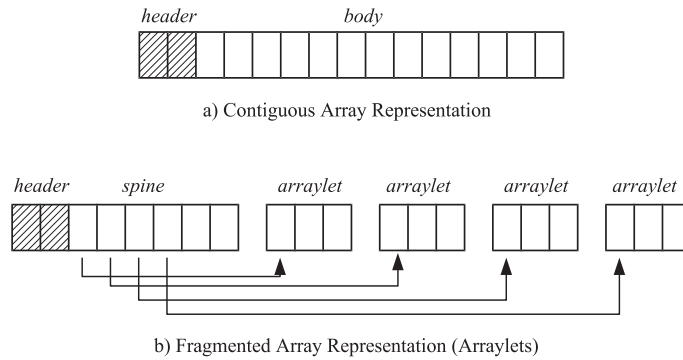 header body
a) Contiguous Array Representation
header spine arraylet arraylet arraylet arraylet
b) Fragmented Array Representation (Arraylets)